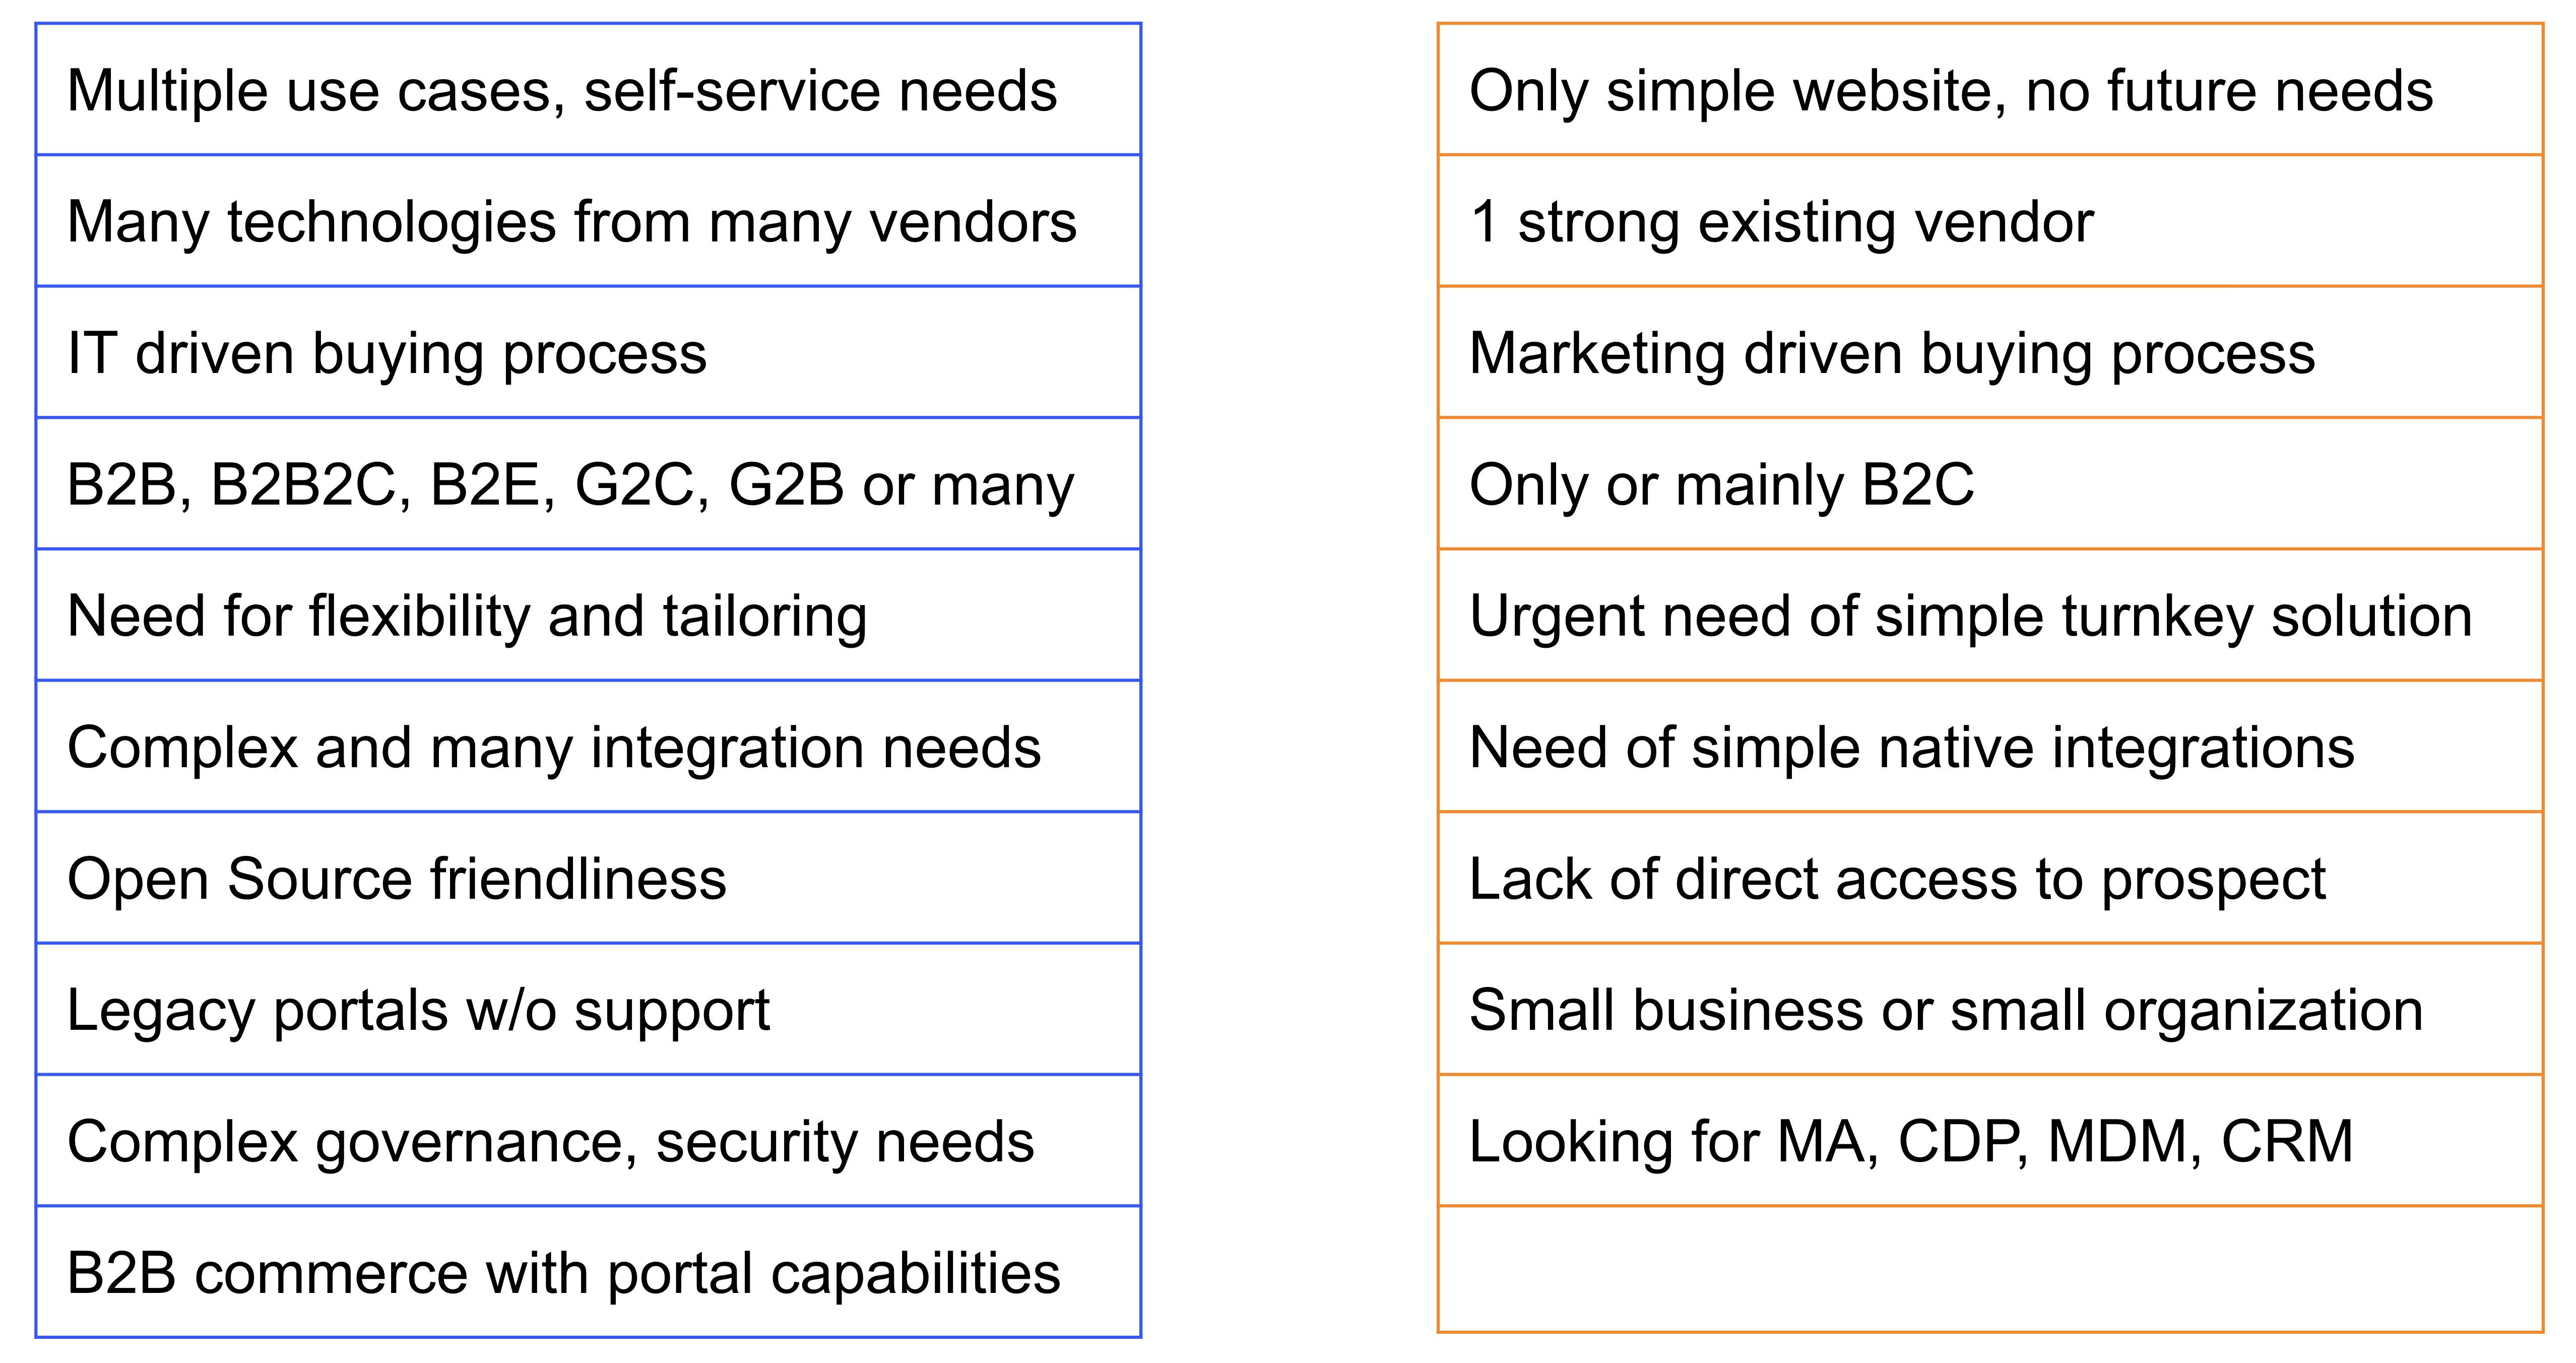 Multiple use cases, self-service needs
Many technologies from many vendors
IT driven buying process
B2B, B2B2C, B2E, G2C, G2B or many
Need for flexibility and tailoring
Complex and many integration needs
Open Source friendliness
Legacy portals w/o support
Complex governance, security needs
B2B commerce with portal capabilities
Only simple website, no future needs
1 strong existing vendor
Marketing driven buying process
Only or mainly B2C
Urgent need of simple turnkey solution
Need of simple native integrations
Lack of direct access to prospect
Small business or small organization
Looking for MA, CDP, MDM, CRM